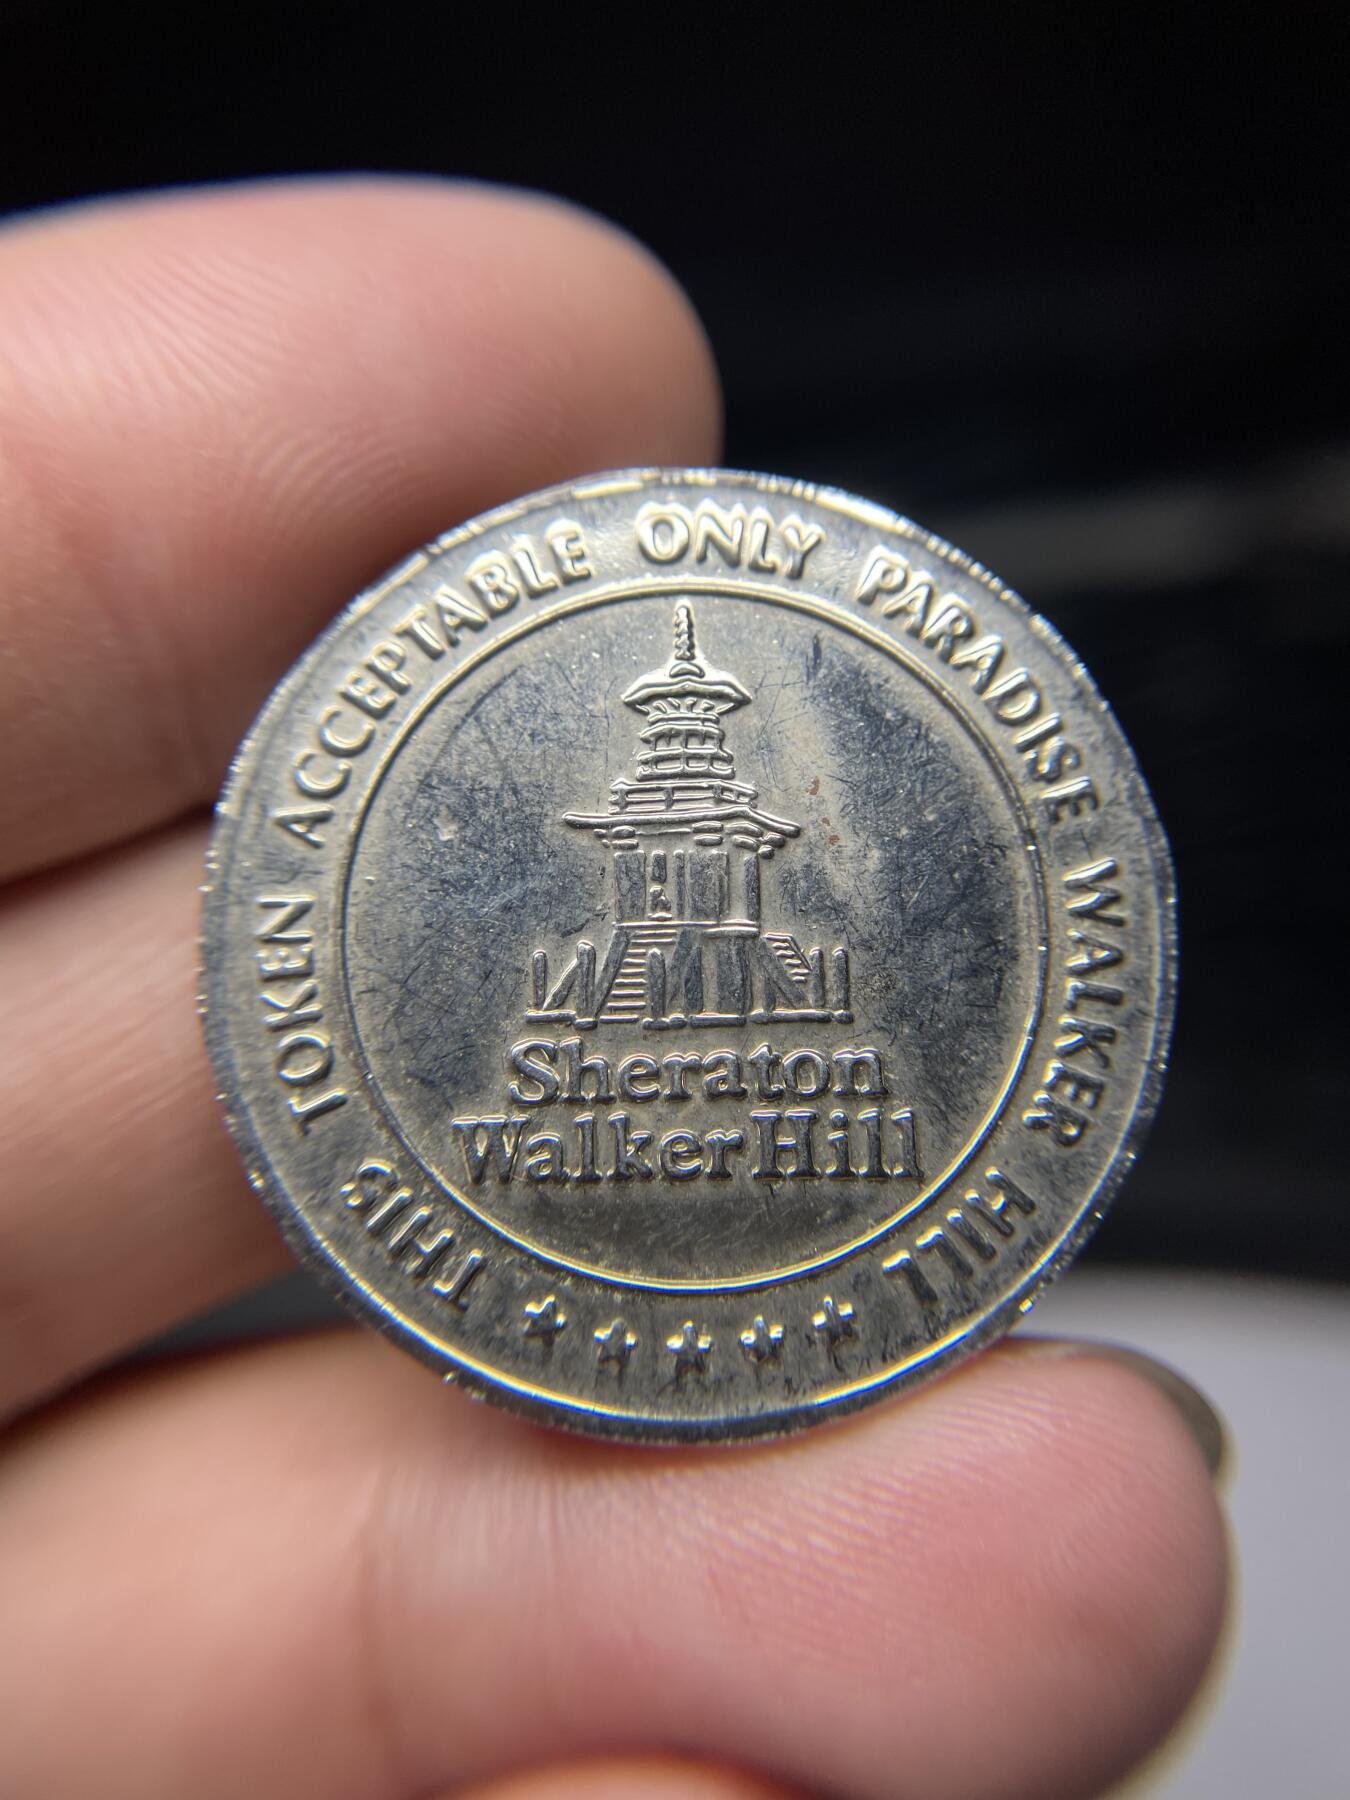 THIS TOKEN ACCEPTABLE ONLY PARADISE WALKER HILL
Sheraton
Walker Hill